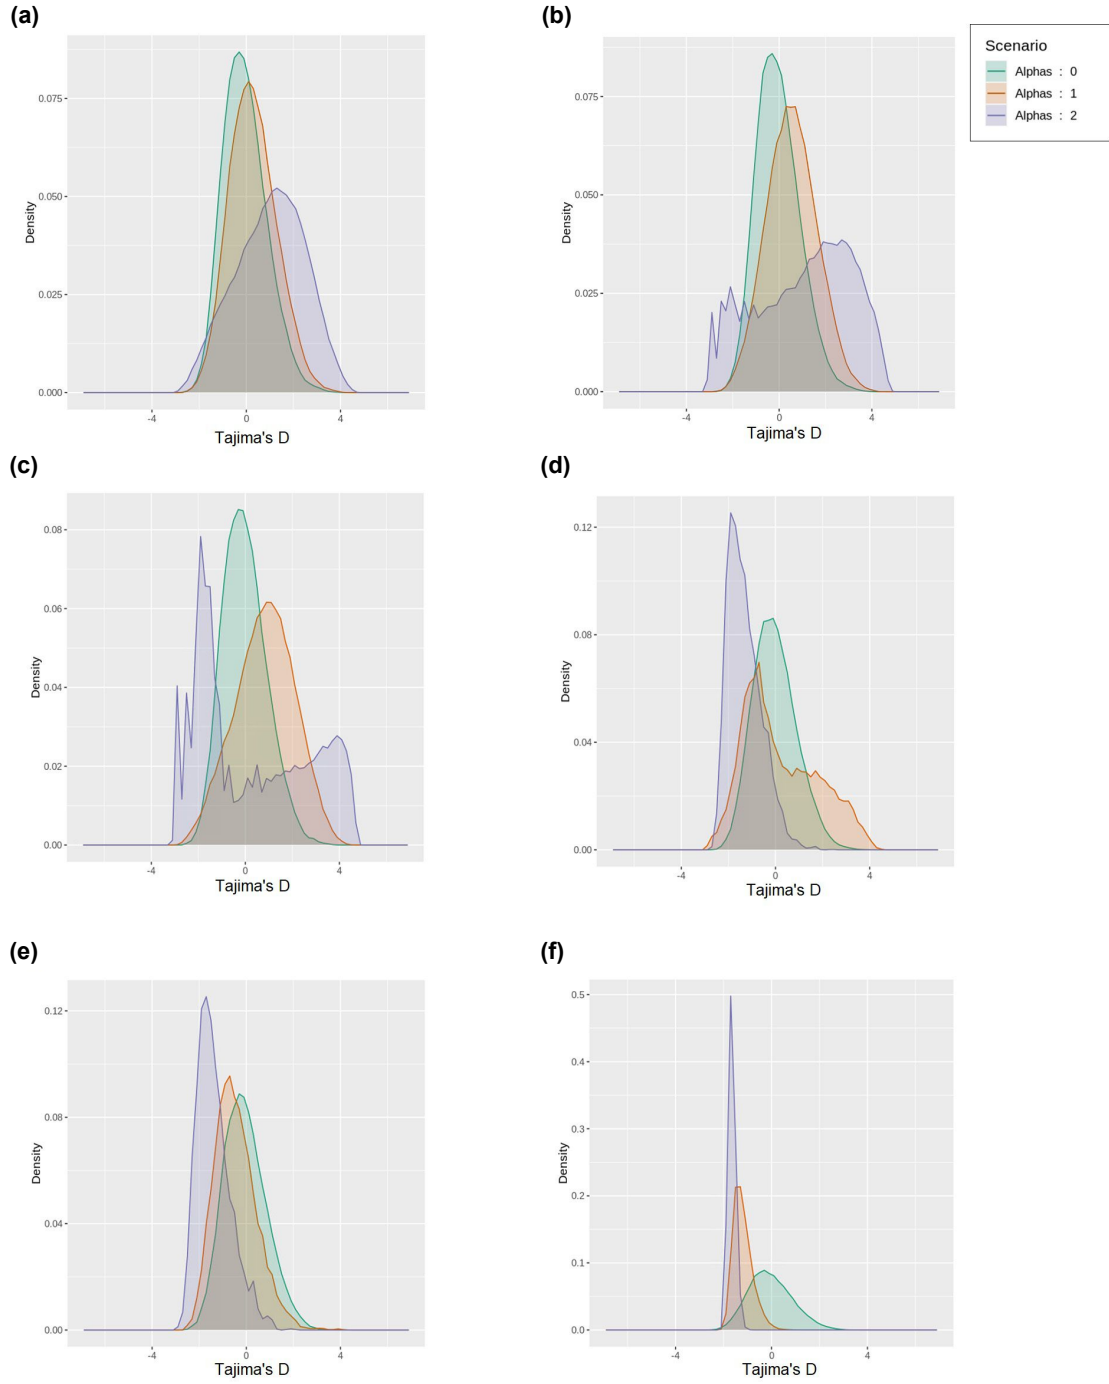 (a)
(b)
Scenario
Alphas : 0
Alphas : 1
Alphas : 2
Density
0.075
0.050
0.025
0.000
-4
0
4
Tajima's D
Density
0.075
0.050
0.025
0.000
-4
0
4
Tajima's D
(c)
(d)
Density
0.08
0.06
0.04
0.02
0.00
-4
0
4
Tajima's D
Density
0.12
0.08
0.04
0.00
-4
0
4
Tajima's D
(e)
(f)
Density
0.12
0.08
0.04
0.00
-4
0
4
Tajima's D
Density
0.5
0.4
0.3
0.2
0.1
0.0
-4
0
4
Tajima's D